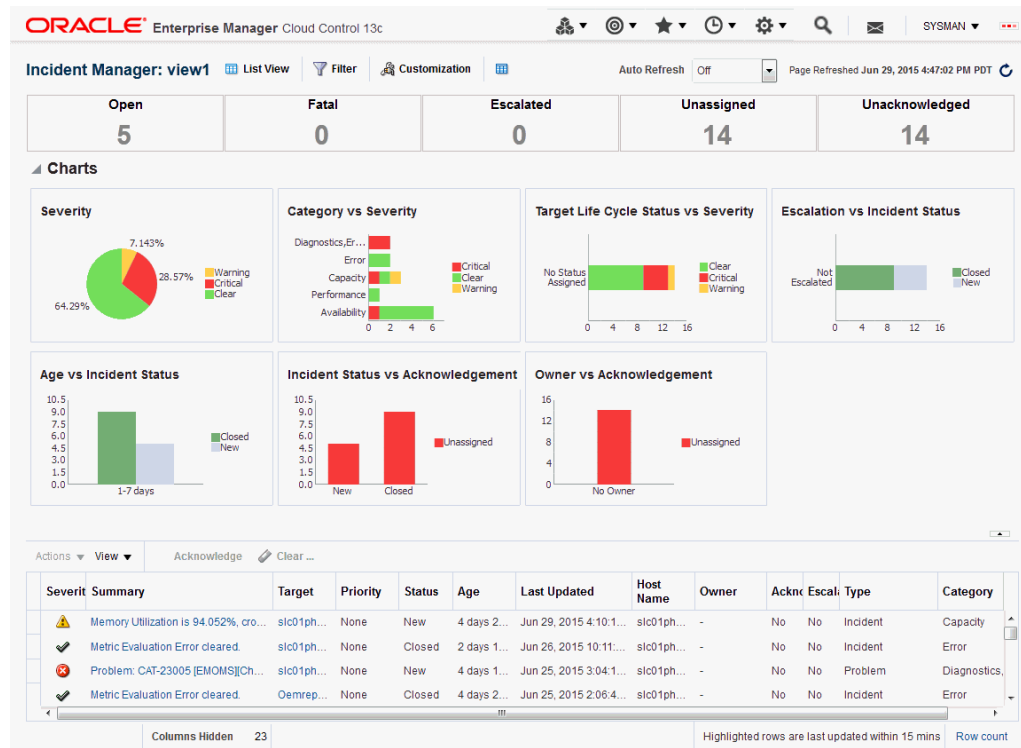 ORACLE Enterprise Manager Cloud Control 13c
SYSMAN
Incident Manager: view1 List View Filter Customization Auto Refresh Off Page Refreshed Jun 29, 2015 4:47:02 PM PDT
Open Fatal Escalated Unassigned Unacknowledged
5 0 0 14 14
Charts
Severity
7.143%
28.57%
64.29%
Warning
Critical
Clear
Category vs Severity
Diagnostics,Er...
Error
Capacity
Performance
Availability
0 2 4 6
Critical
Clear
Warning
Target Life Cycle Status vs Severity
No Status
Assigned
0 4 8 12 16
Clear
Critical
Warning
Escalation vs Incident Status
Not
Escalated
0 4 8 12 16
Closed
New
Age vs Incident Status
10.5
9.0
7.5
6.0
4.5
3.0
1.5
0.0
1-7 days
Closed
New
Incident Status vs Acknowledgement
10.5
9.0
7.5
6.0
4.5
3.0
1.5
0.0
New Closed
Unassigned
Owner vs Acknowledgement
16
12
8
4
0
No Owner
Unassigned
Actions View Acknowledge Clear ...
Severit Summary Target Priority Status Age Last Updated Host Name Owner Ackno Escala Type Category
Memory Utilization is 94.052%, cro... slc01ph... None New 4 days 2... Jun 29, 2015 4:10:1... slc01ph... - No No Incident Capacity
Metric Evaluation Error cleared. slc01ph... None Closed 2 days 1... Jun 26, 2015 10:11:... slc01ph... - No No Incident Error
Problem: CAT-23005 [EMOMS][Ch... slc01ph... None New 4 days 1... Jun 25, 2015 3:04:1... slc01ph... - No No Problem Diagnostics,
Metric Evaluation Error cleared. Oemrep... None Closed 4 days 2... Jun 25, 2015 2:06:4... slc01ph... - No No Incident Error
Columns Hidden 23 Highlighted rows are last updated within 15 mins Row count